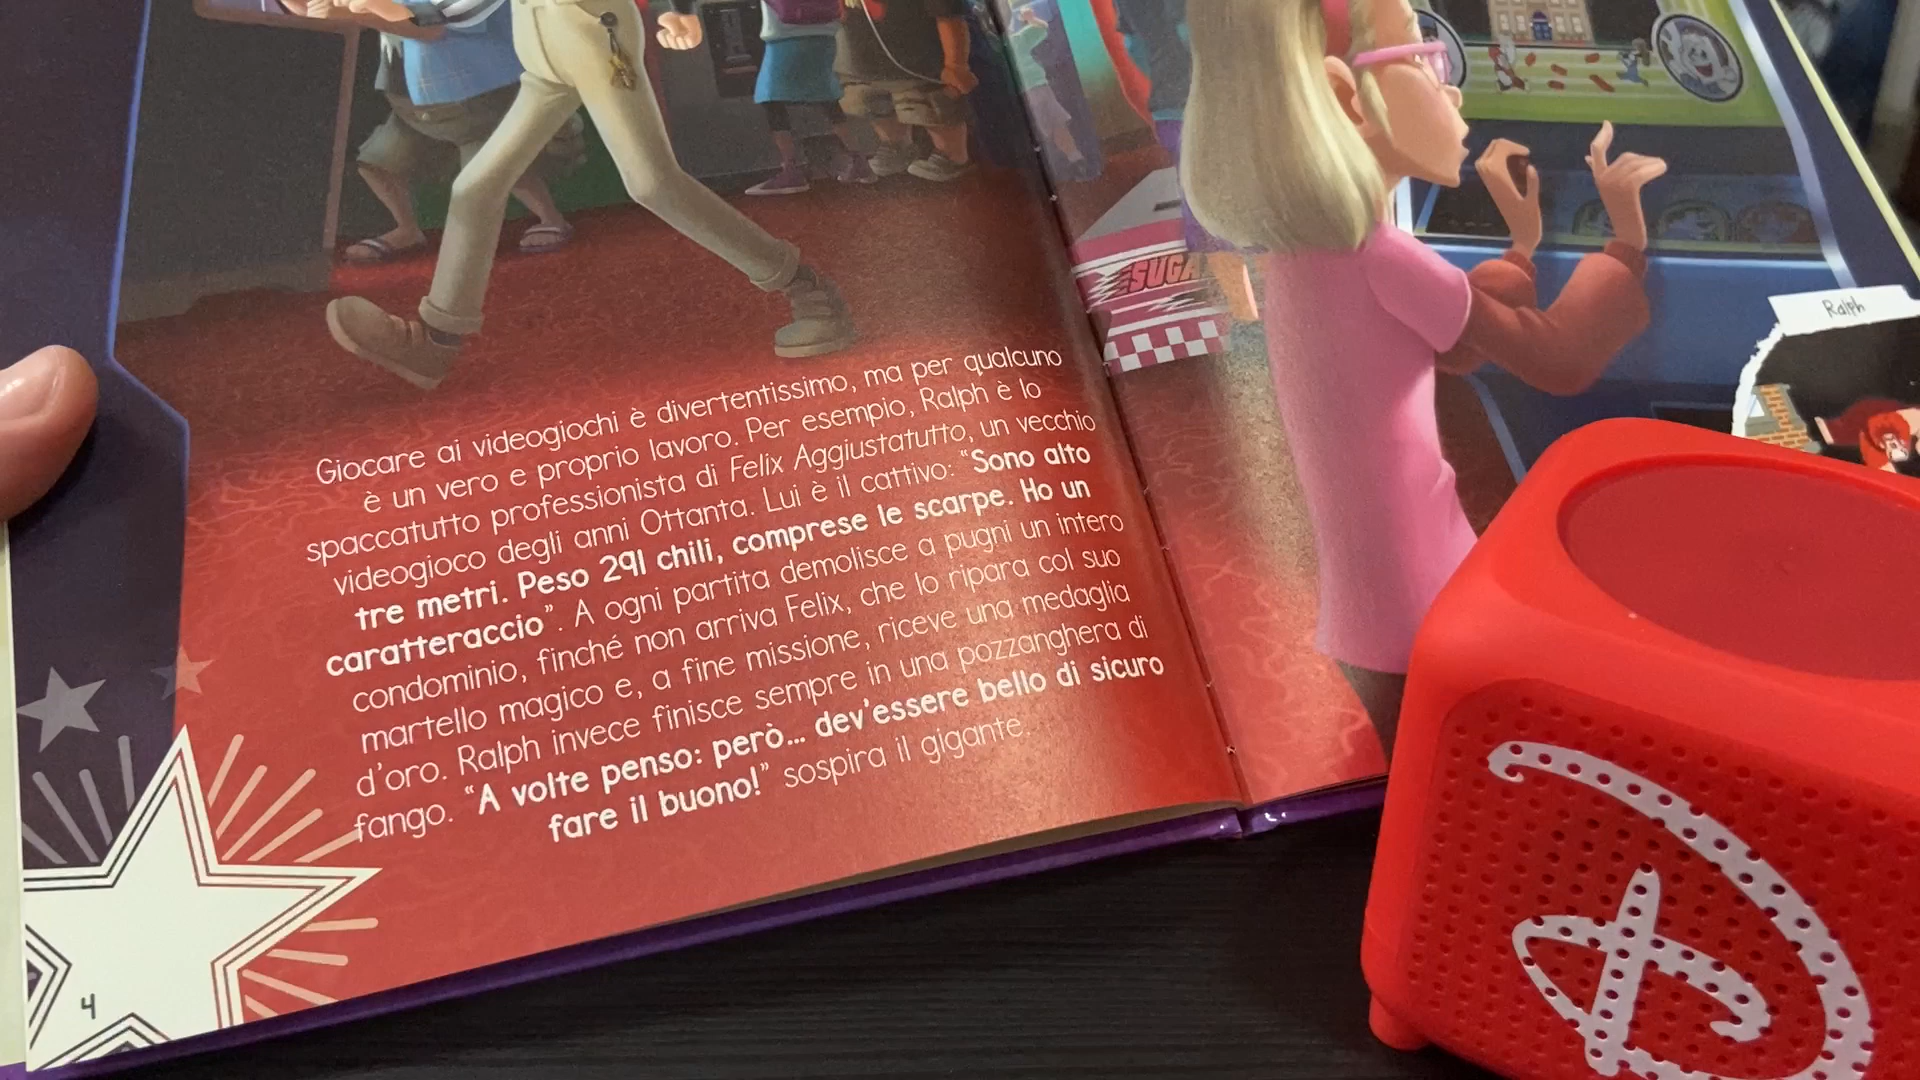 Giocare ai videogiochi è divertentissimo, ma per qualcuno
è un vero e proprio lavoro. Per esempio, Ralph è lo
spaccatutto professionista di Felix Aggiustatutto, un vecchio
videogioco degli anni Ottanta. Lui è il cattivo: “Sono alto
tre metri. Peso 291 chili, comprese le scarpe. Ho un
caratteraccio”. A ogni partita demolisce a pugni un intero
condominio, finché non arriva Felix, che lo ripara col suo
martello magico e, a fine missione, riceve una medaglia
d’oro. Ralph invece finisce sempre in una pozzanghera di
fango. “A volte penso: però... dev’essere bello di sicuro
fare il buono!” sospira il gigante.
4
SUGA
Ralph
D